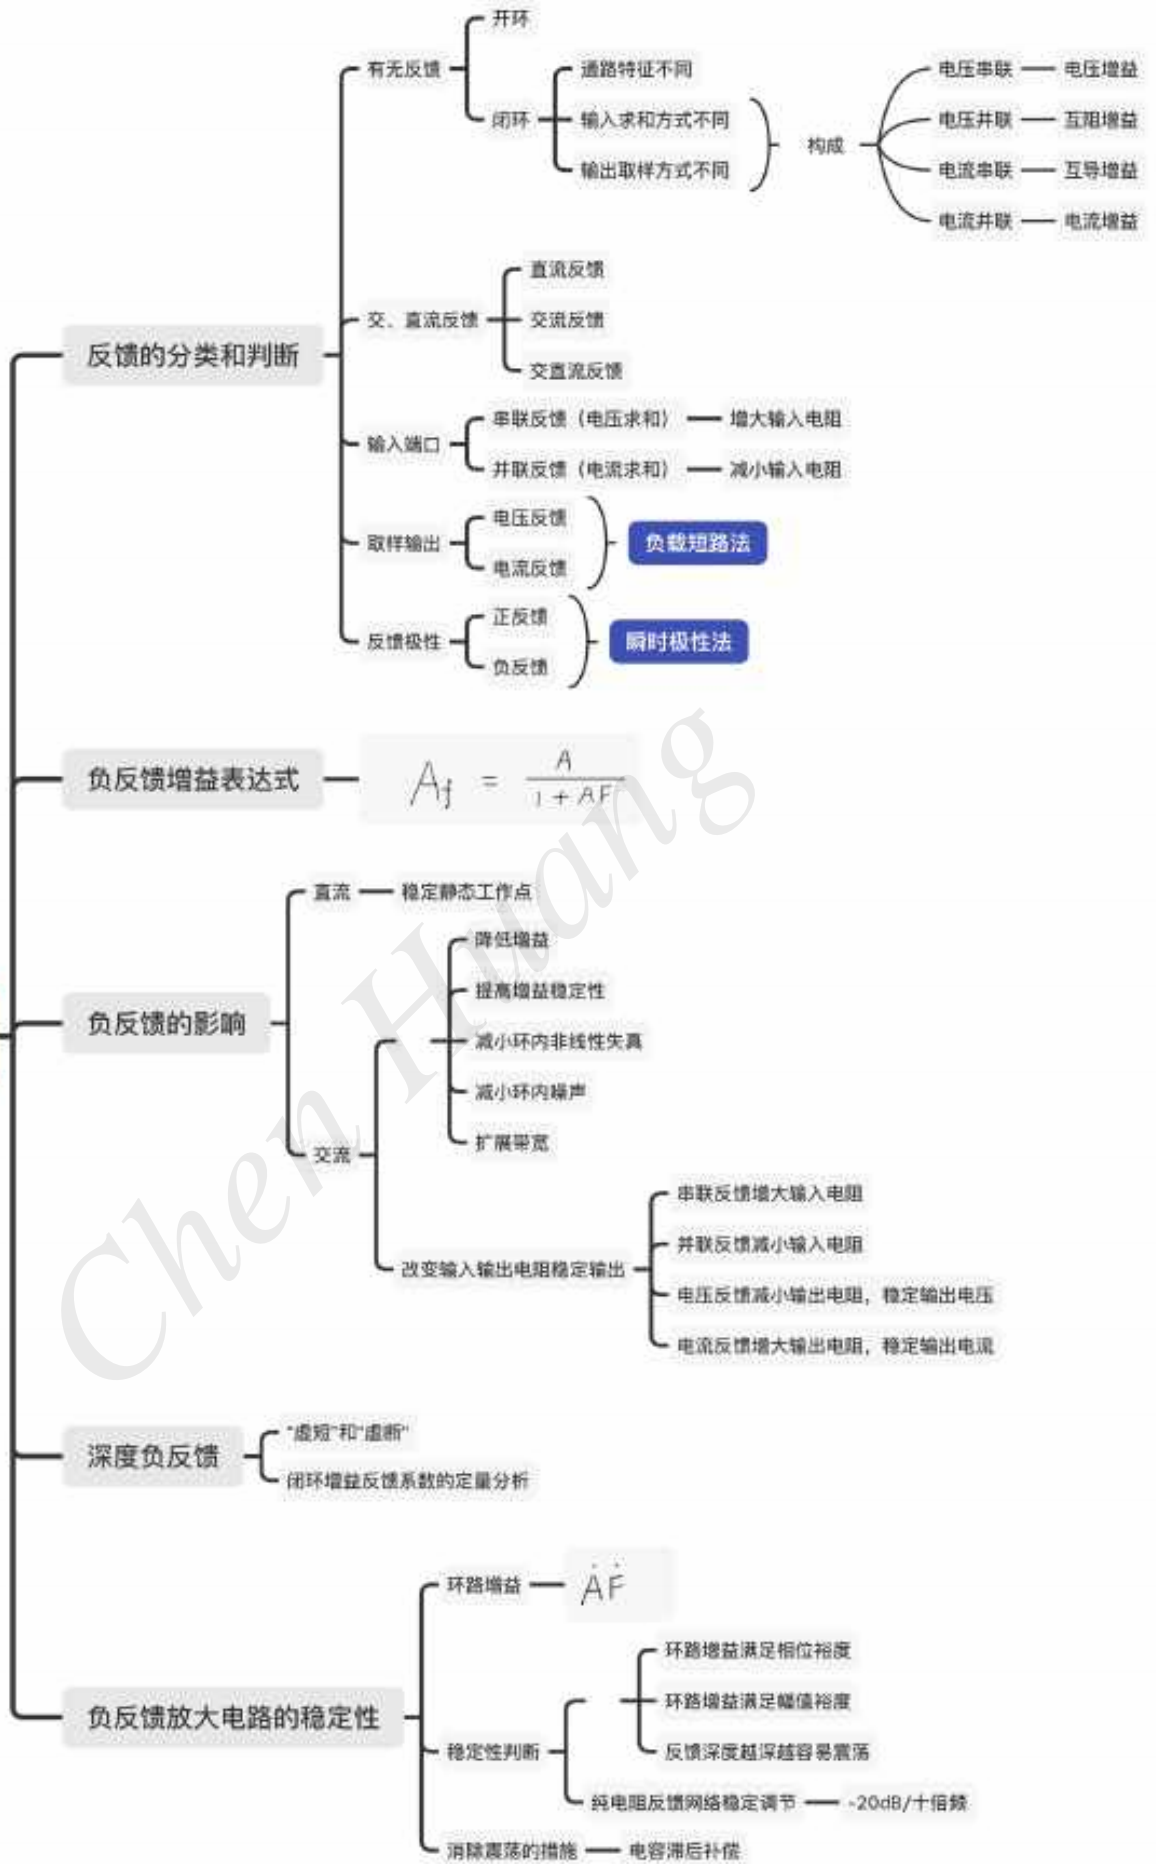 开环
有无反馈
通路特征不同
电压串联
电压增益
闭环
输入求和方式不同
电压并联
互阻增益
构成
输出取样方式不同
电流串联
互导增益
电流并联
电流增益
直流反馈
交、直流反馈
交流反馈
反馈的分类和判断
交直流反馈
串联反馈（电压求和）
增大输入电阻
输入端口
并联反馈（电流求和）
减小输入电阻
电压反馈
取样输出
负载短路法
电流反馈
正反馈
反馈极性
瞬时极性法
负反馈
负反馈增益表达式
Af = A / 1 + AF
直流
稳定静态工作点
降低增益
提高增益稳定性
负反馈的影响
减小环内非线性失真
减小环内噪声
扩展带宽
交流
串联反馈增大输入电阻
并联反馈减小输入电阻
改变输入输出电阻稳定输出
电压反馈减小输出电阻，稳定输出电压
电流反馈增大输出电阻，稳定输出电流
"虚短"和"虚断"
深度负反馈
闭环增益反馈系数的定量分析
环路增益
ȦḞ
环路增益满足相位裕度
环路增益满足幅值裕度
负反馈放大电路的稳定性
稳定性判断
反馈深度越深越容易震荡
纯电阻反馈网络稳定调节
-20dB/十倍频
消除震荡的措施
电容滞后补偿
Chen Huang